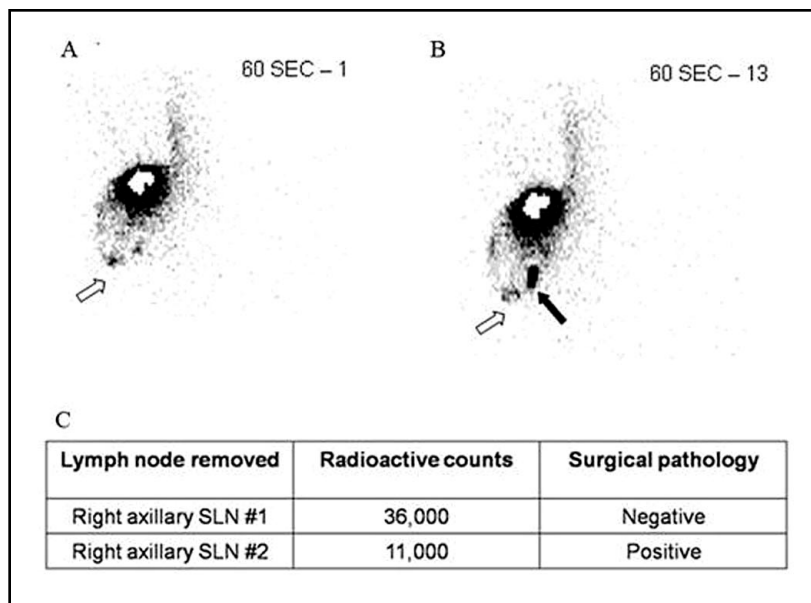 A
60 SEC – 1
B
60 SEC – 13
C
Lymph node removed Radioactive counts Surgical pathology
Right axillary SLN #1 36,000 Negative
Right axillary SLN #2 11,000 Positive